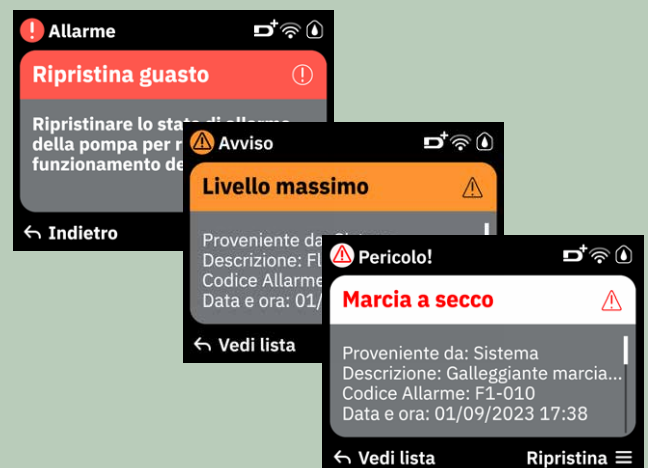 Allarme
Ripristina guasto
Ripristinare lo stato di allarme
della pompa per r
funzionamento de
Indietro
Avviso
Livello massimo
Proveniente da: Sistema
Descrizione: Fl
Codice Allarme
Data e ora: 01/
Vedi lista
Pericolo!
Marcia a secco
Proveniente da: Sistema
Descrizione: Galleggiante marcia...
Codice Allarme: F1-010
Data e ora: 01/09/2023 17:38
Vedi lista
Ripristina